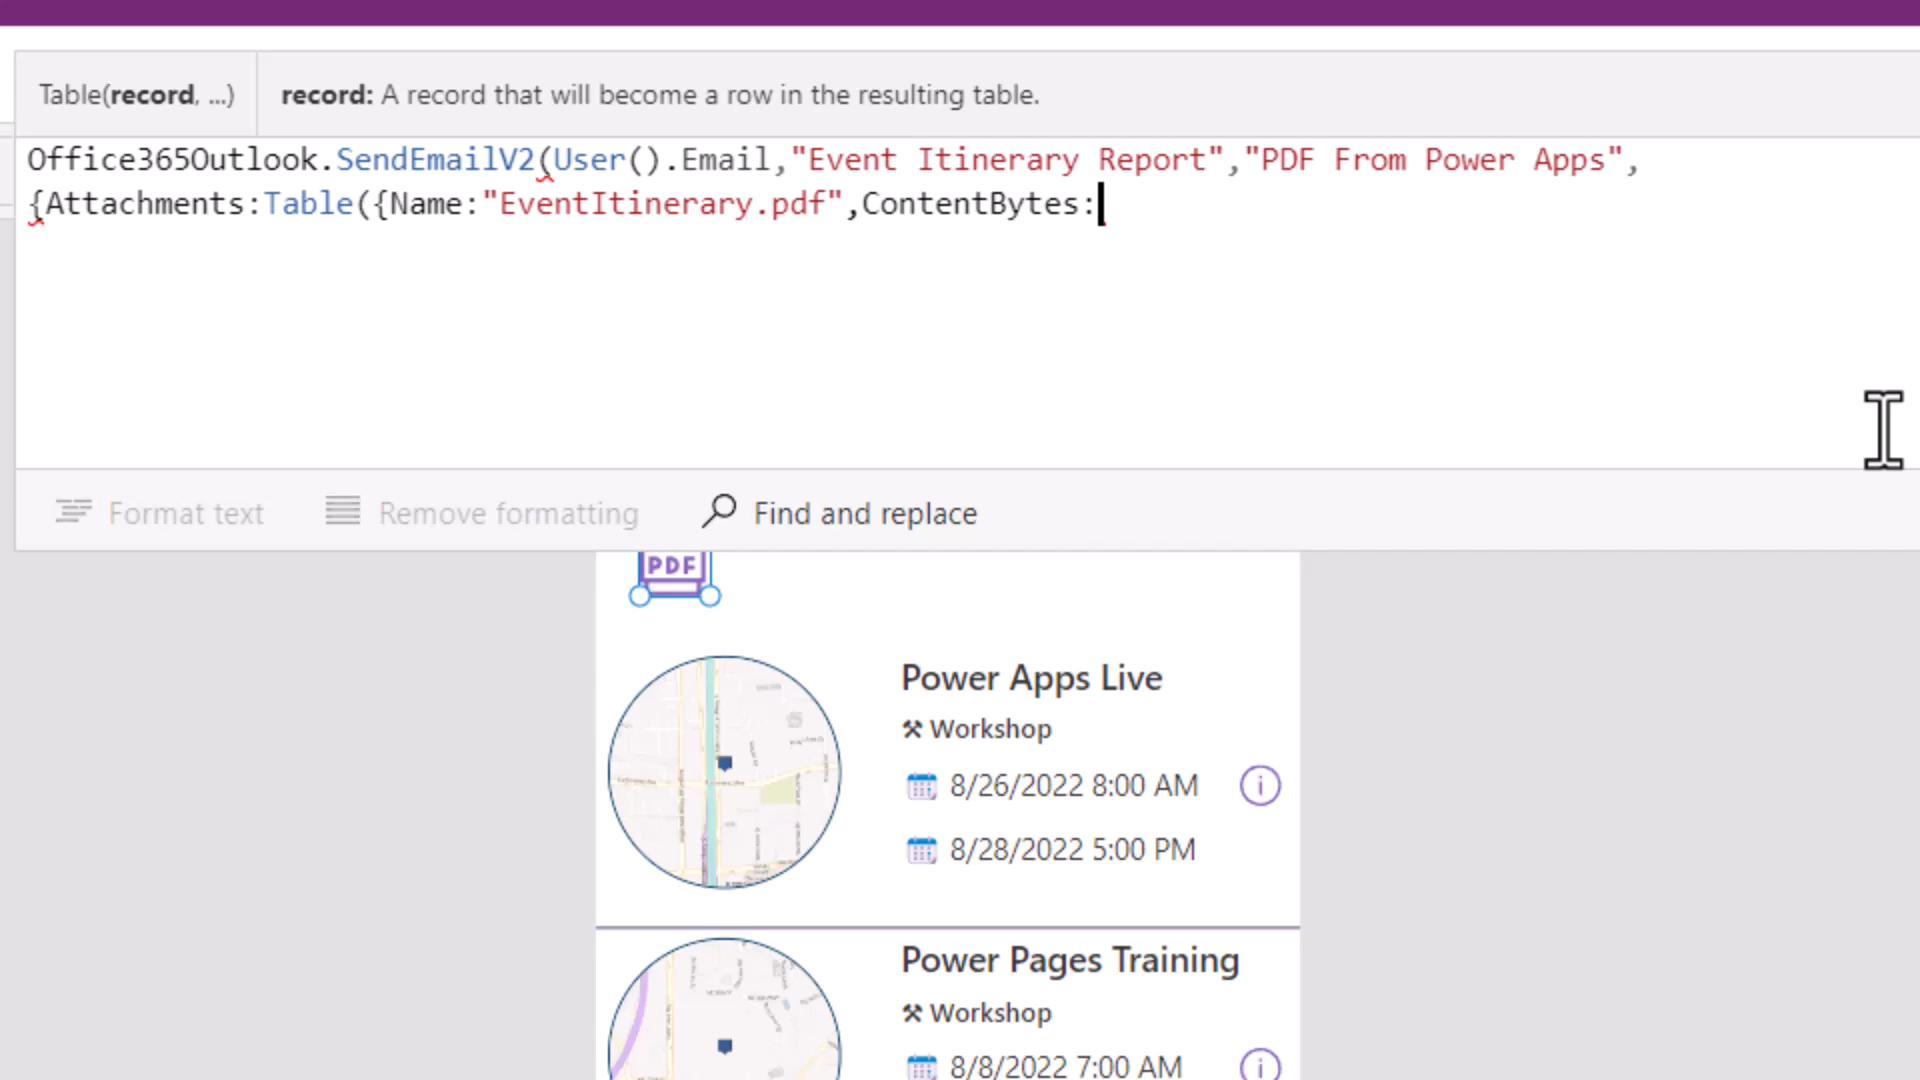 Table(record, ...)
record: A record that will become a row in the resulting table.
Office365Outlook.SendEmailV2(User().Email,"Event Itinerary Report","PDF From Power Apps",
{Attachments:Table({Name:"EventItinerary.pdf",ContentBytes:
Format text
Remove formatting
Find and replace
PDF
Power Apps Live
Workshop
8/26/2022 8:00 AM
8/28/2022 5:00 PM
Power Pages Training
Workshop
8/8/2022 7:00 AM